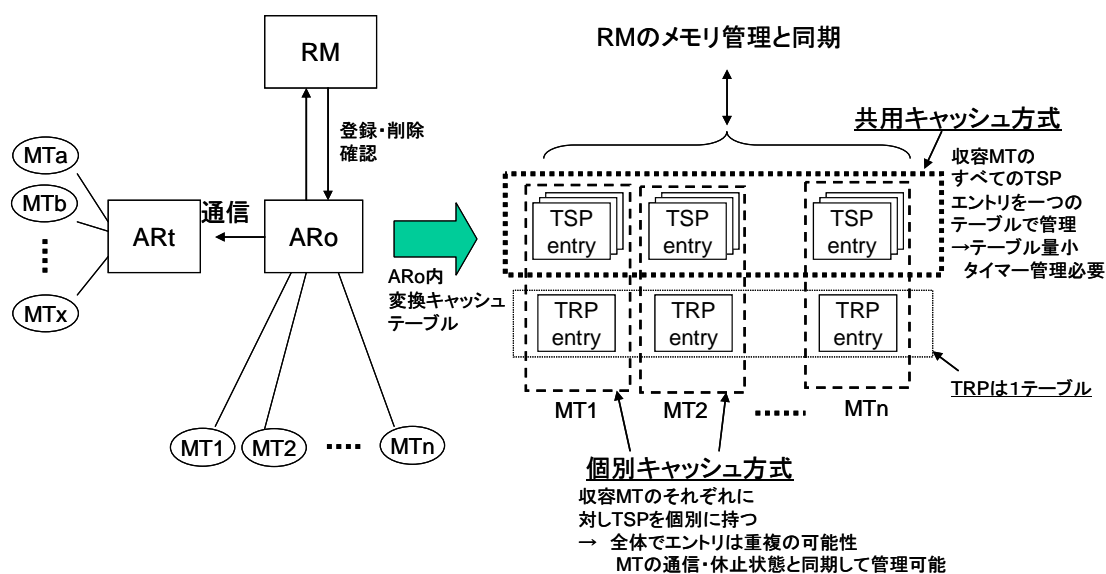 RM
登録・削除
確認
MTa
MTb
MTx
ARt
通信
ARo
MT1
MT2
MTn
ARo内
変換キャッシュ
テーブル
RMのメモリ管理と同期
共用キャッシュ方式
収容MTの
すべてのTSP
エントリを一つの
テーブルで管理
→テーブル量小
タイマー管理必要
TSP
entry
TSP
entry
TSP
entry
TRP
entry
TRP
entry
TRP
entry
TRPは1テーブル
MT1
MT2
MTn
個別キャッシュ方式
収容MTのそれぞれに
対しTSPを個別に持つ
→ 全体でエントリは重複の可能性
MTの通信・休止状態と同期して管理可能